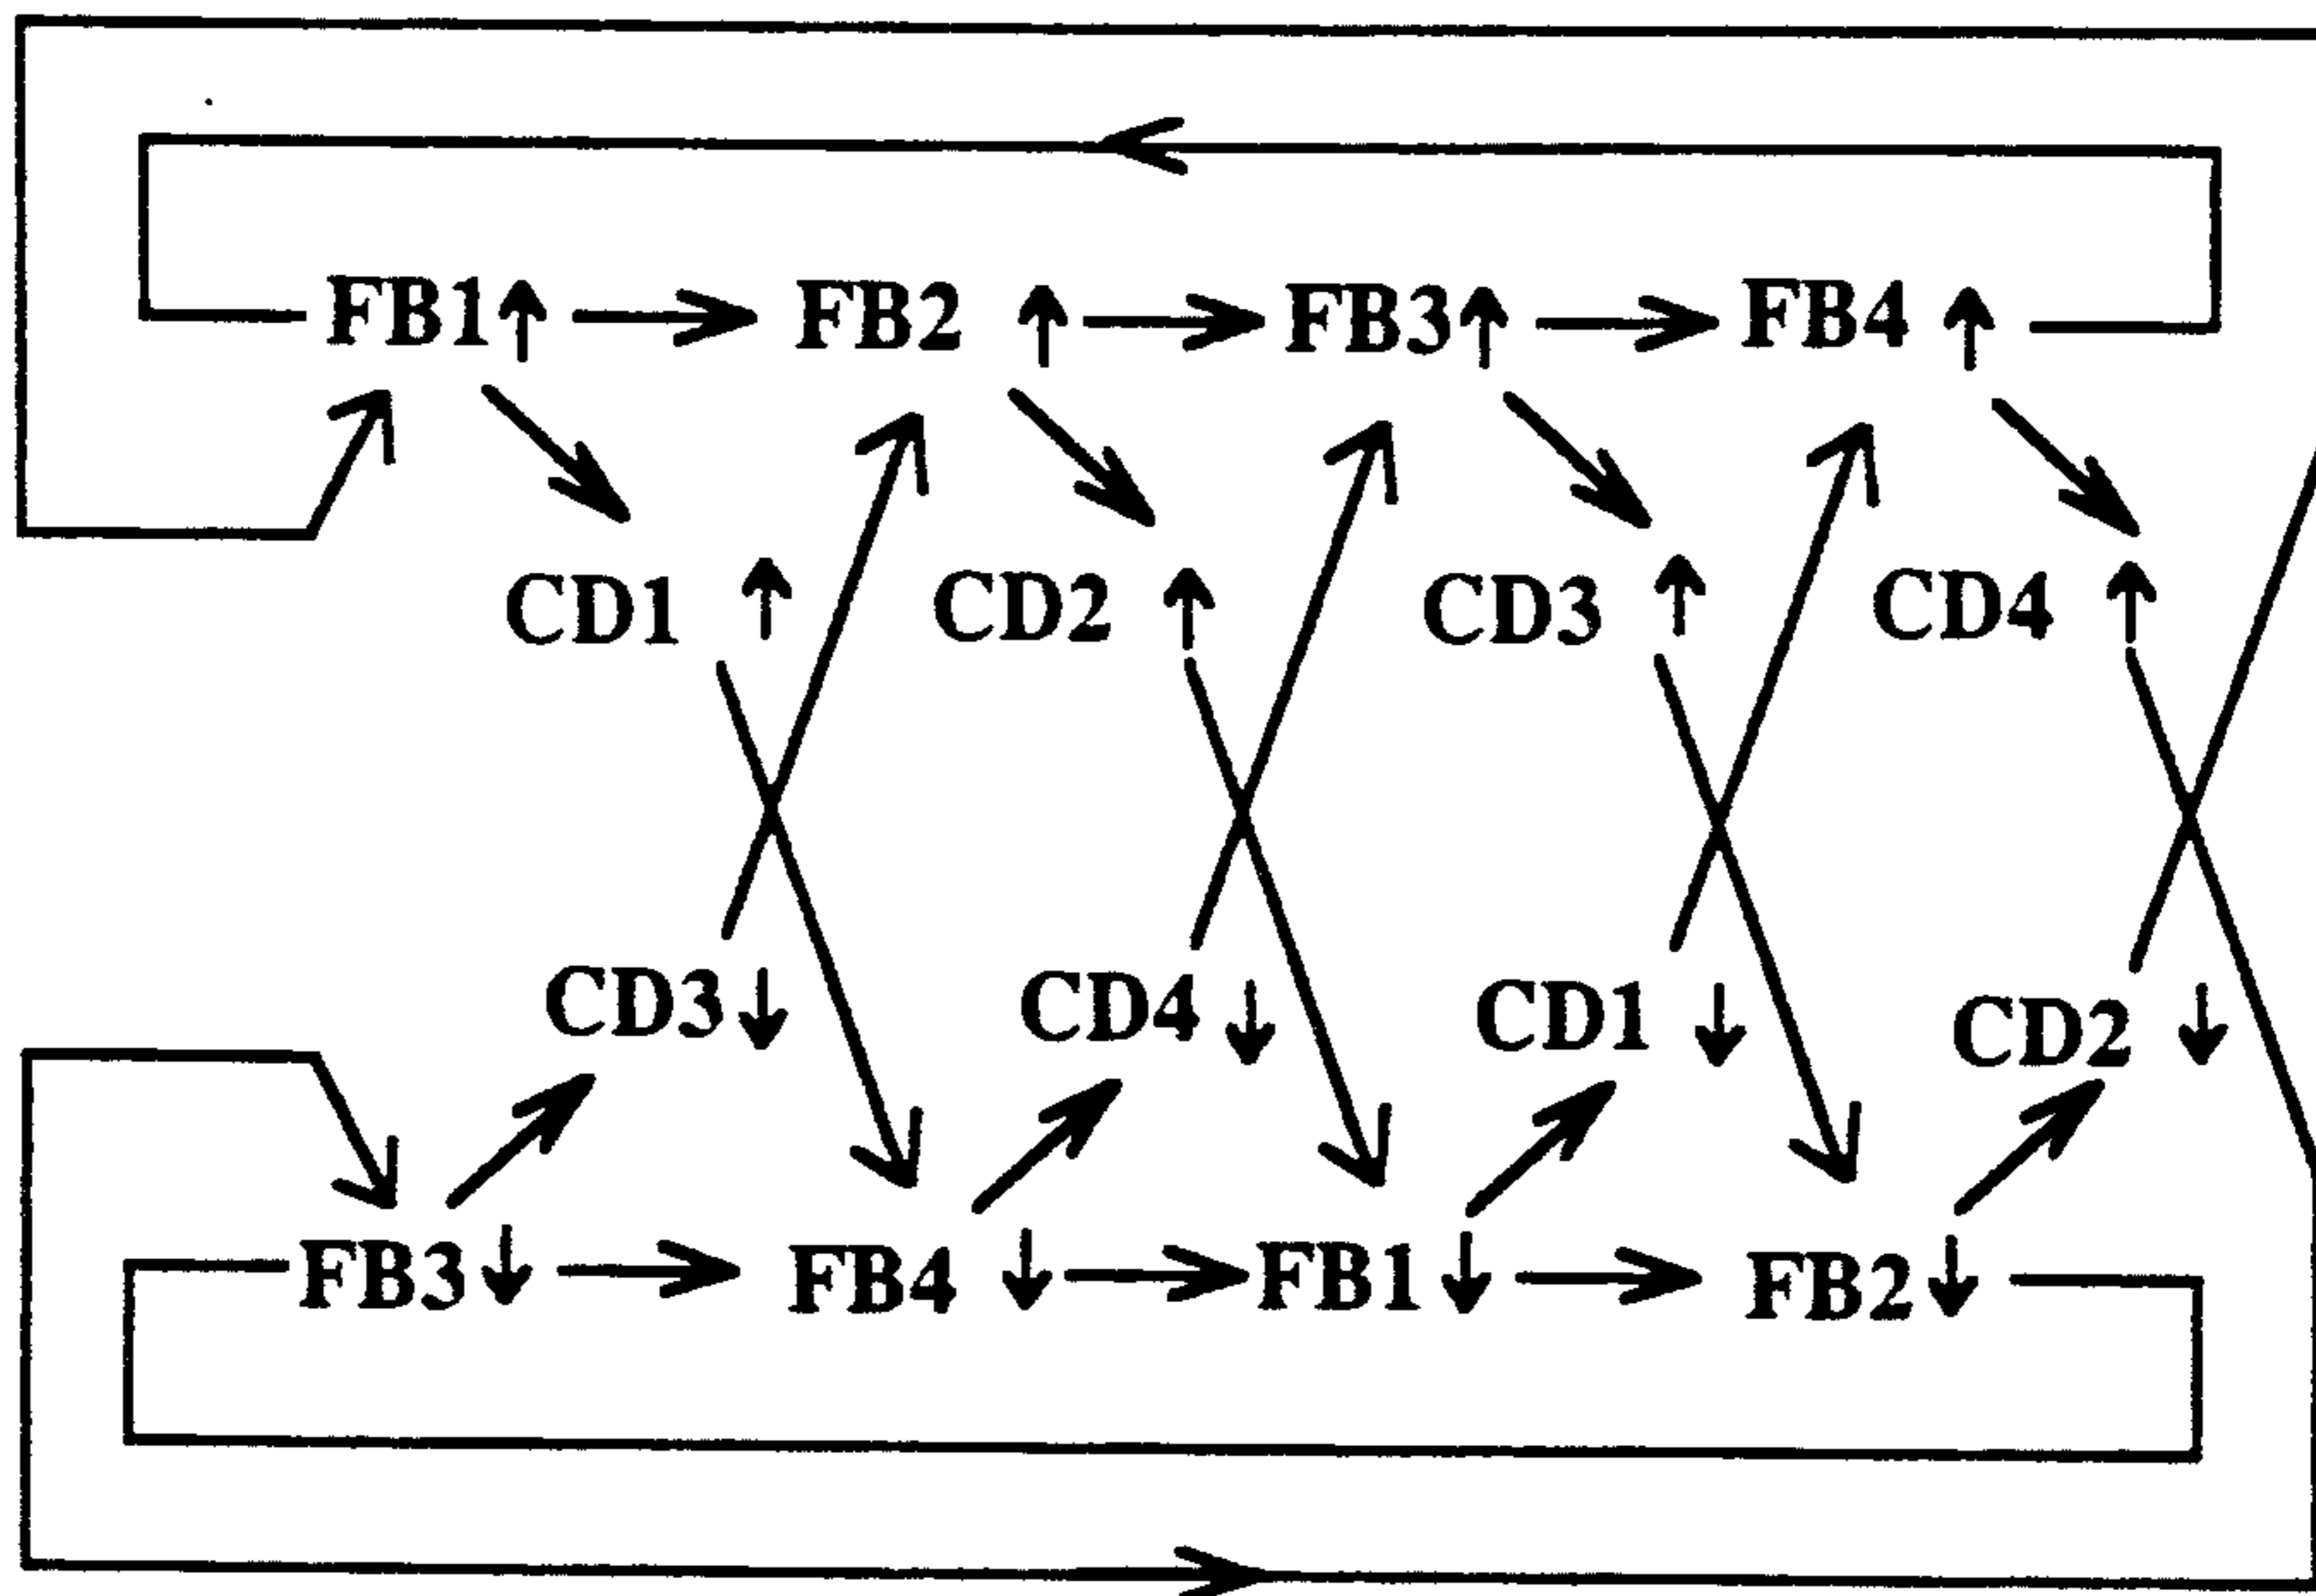 FB1↑ → FB2 ↑ → FB3↑ → FB4 ↑
CD1 ↑ CD2 ↑ CD3 ↑ CD4 ↑
CD3↓ CD4 ↓ CD1 ↓ CD2 ↓
FB3↓ → FB4 ↓ → FB1↓ → FB2↓